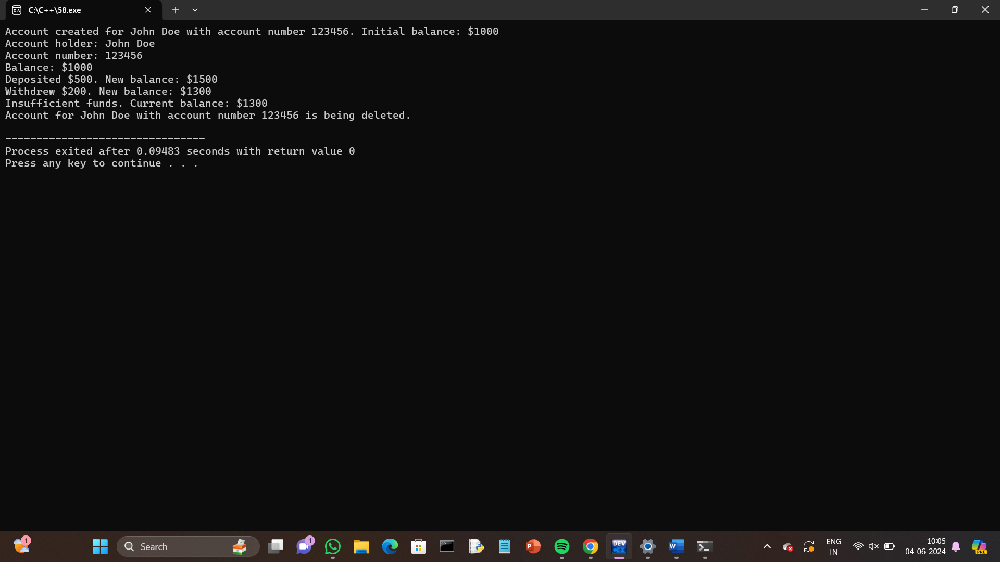 C:\C++\58.exe
Account created for John Doe with account number 123456. Initial balance: $1000
Account holder: John Doe
Account number: 123456
Balance: $1000
Deposited $500. New balance: $1500
Withdrew $200. New balance: $1300
Insufficient funds. Current balance: $1300
Account for John Doe with account number 123456 is being deleted.
--------------------------------
Process exited after 0.09483 seconds with return value 0
Press any key to continue . . .
1
Search
1
P
DEV
C++
W
ENG
IN
10:05
04-06-2024
PRE